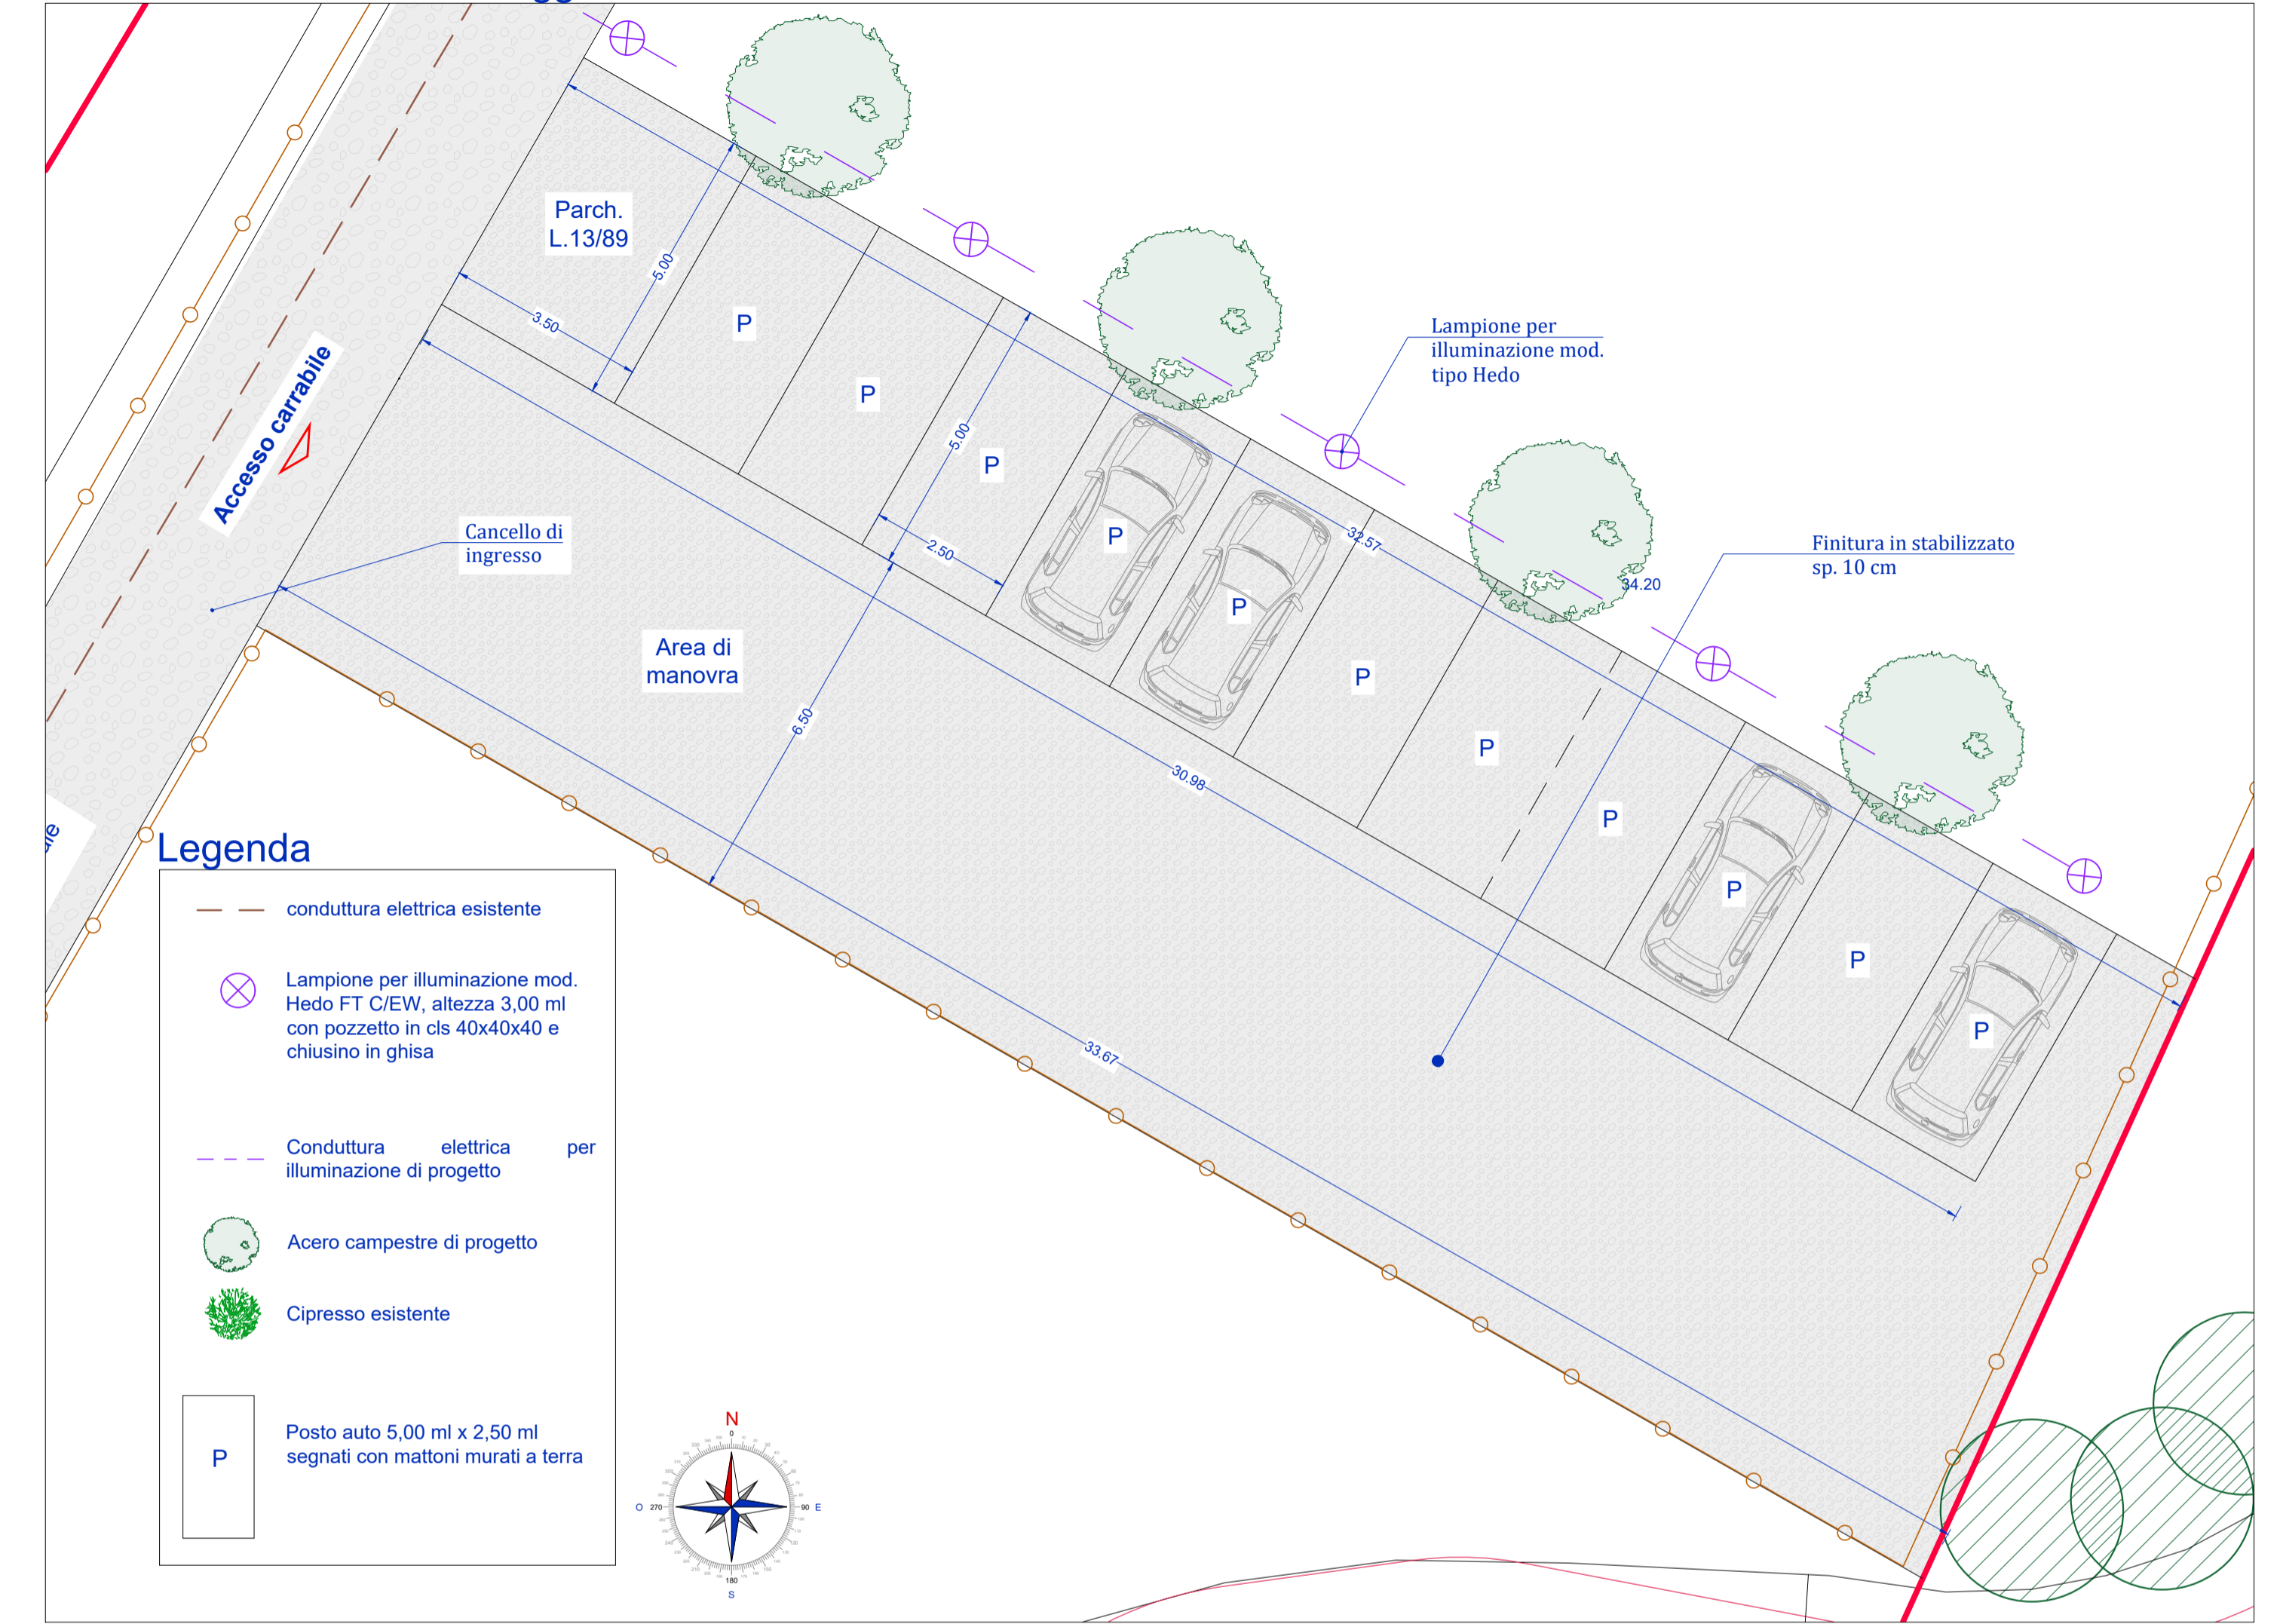 Parch.
L.13/89
5.00
3.50
P
P
P
5.00
2.50
P
P
P
P
P
P
P
P
32.57
34.20
30.98
33.67
6.50
Lampione per
illuminazione mod.
tipo Hedo
Finitura in stabilizzato
sp. 10 cm
Accesso carrabile
Cancello di
ingresso
Area di
manovra
Legenda
conduttura elettrica esistente
Lampione per illuminazione mod.
Hedo FT C/EW, altezza 3,00 ml
con pozzetto in cls 40x40x40 e
chiusino in ghisa
Conduttura elettrica per
illuminazione di progetto
Acero campestre di progetto
Cipresso esistente
P
Posto auto 5,00 ml x 2,50 ml
segnati con mattoni murati a terra
N
0
O 270
90 E
180
S